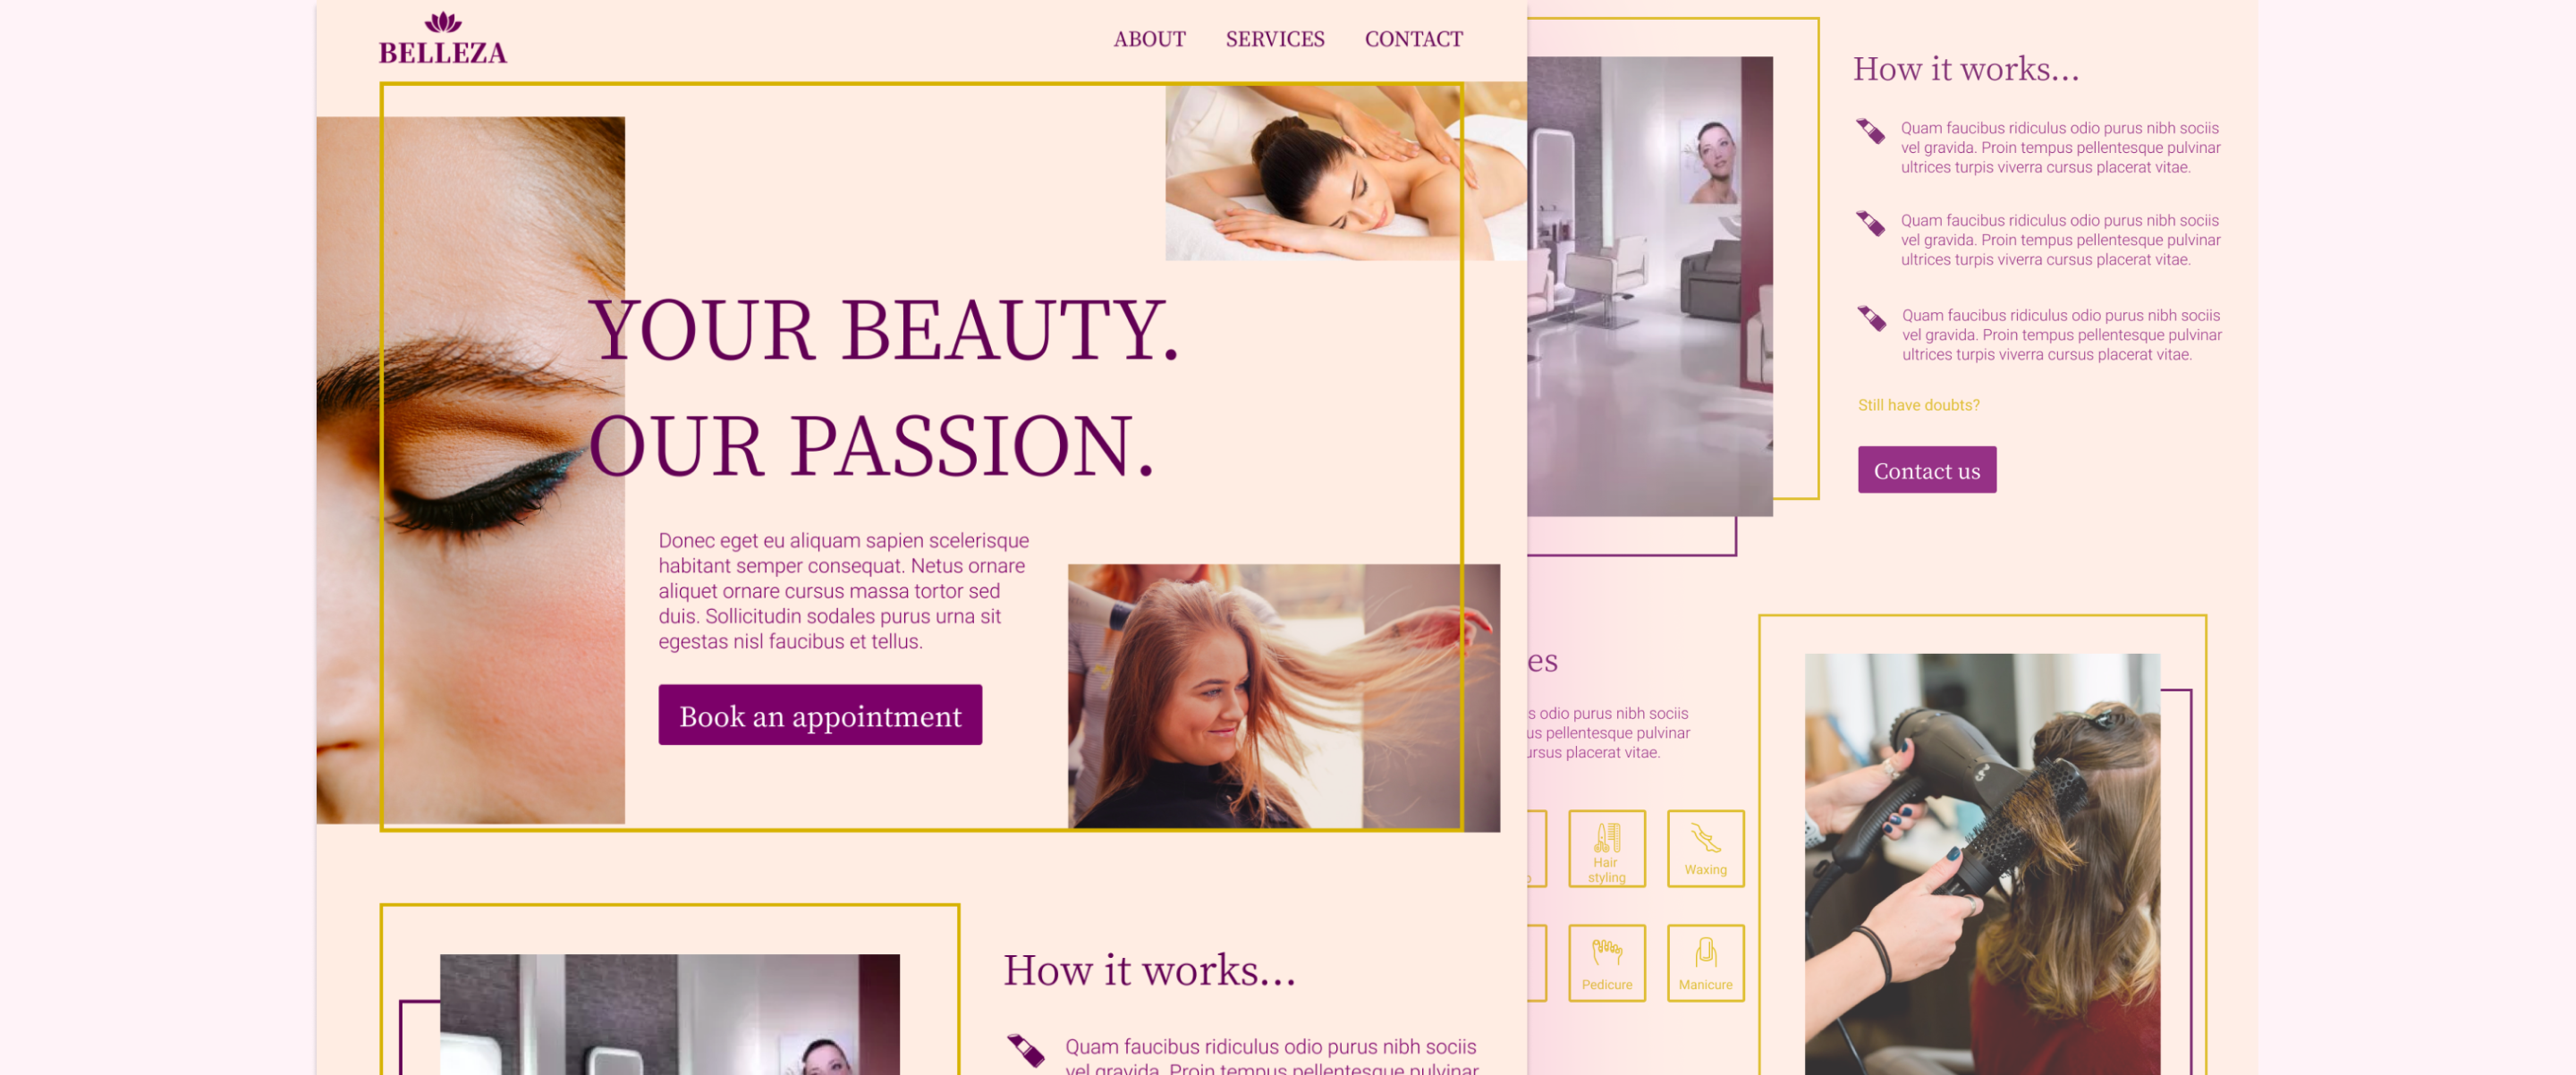 BELLEZA
ABOUT
SERVICES
CONTACT
YOUR BEAUTY.
OUR PASSION.
Donec eget eu aliquam sapien scelerisque
habitant semper consequat. Netus ornare
aliquet ornare cursus massa tortor sed
duis. Sollicitudin sodales purus urna sit
egestas nisl faucibus et tellus.
Book an appointment
How it works...
Quam faucibus ridiculus odio purus nibh sociis
vel gravida. Proin tempus pellentesque pulvinar
How it works...
Quam faucibus ridiculus odio purus nibh sociis
vel gravida. Proin tempus pellentesque pulvinar
ultrices turpis viverra cursus placerat vitae.
Quam faucibus ridiculus odio purus nibh sociis
vel gravida. Proin tempus pellentesque pulvinar
ultrices turpis viverra cursus placerat vitae.
Quam faucibus ridiculus odio purus nibh sociis
vel gravida. Proin tempus pellentesque pulvinar
ultrices turpis viverra cursus placerat vitae.
Still have doubts?
Contact us
es
s odio purus nibh sociis
us pellentesque pulvinar
ursus placerat vitae.
Hair
styling
Waxing
Pedicure
Manicure